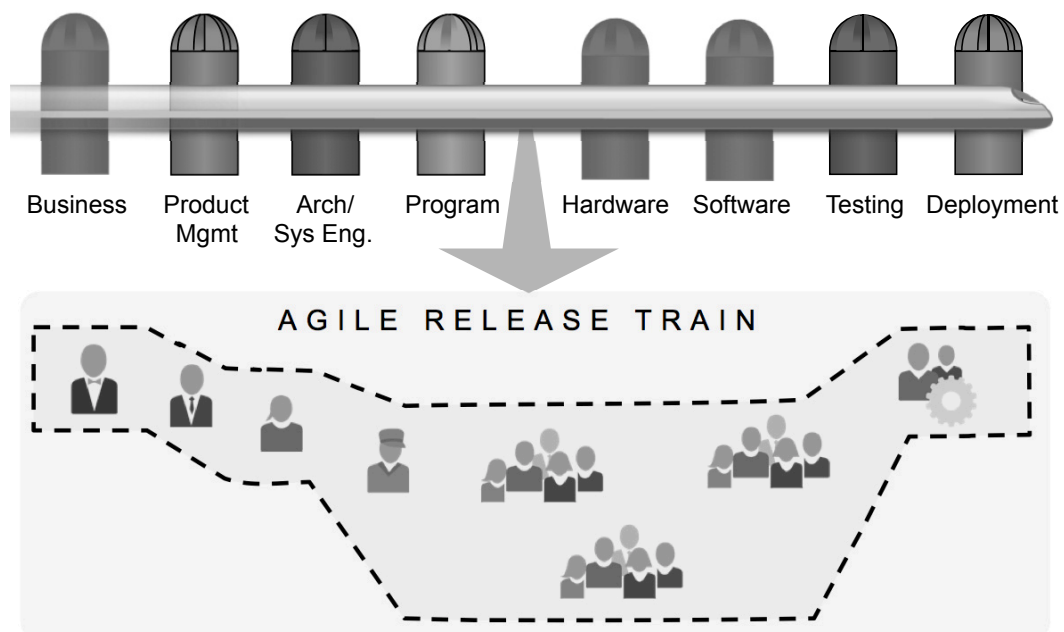 Business
Product
Mgmt
Arch/
Sys Eng.
Program
Hardware
Software
Testing
Deployment
AGILE RELEASE TRAIN